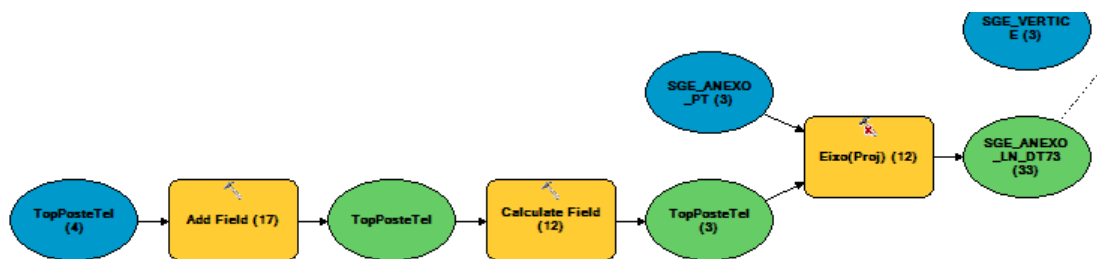 SGE_VERTIC
E (3)
SGE_ANEXO
_PT (3)
Eixo(Proj) (12)
SGE_ANEXO
_LN_DT73
(33)
TopPosteTel
(4)
Add Field (17)
TopPosteTel
Calculate Field
(12)
TopPosteTel
(3)